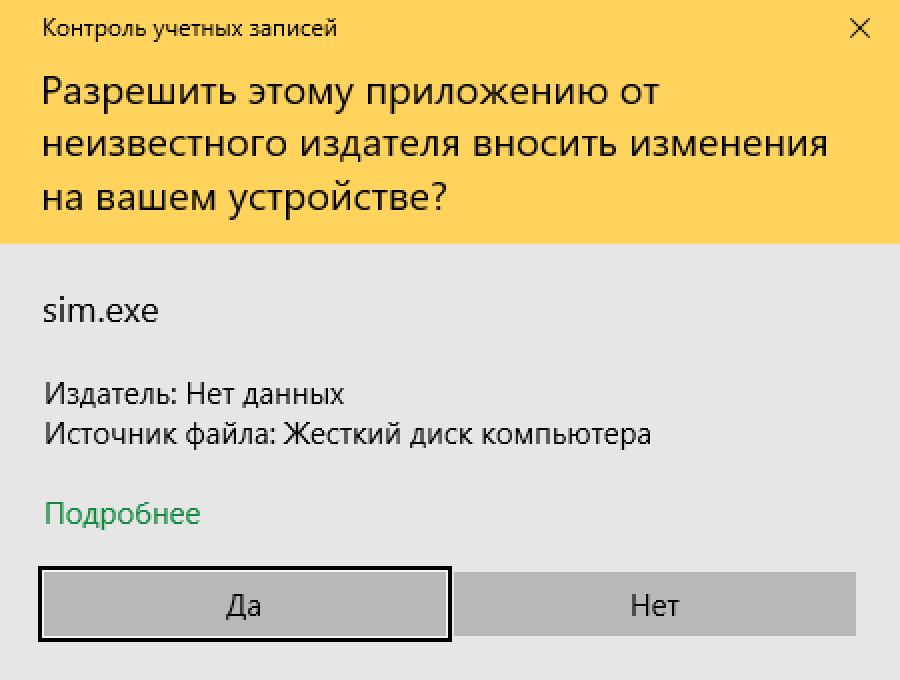 Контроль учетных записей
Разрешить этому приложению от
неизвестного издателя вносить изменения
на вашем устройстве?
sim.exe
Издатель: Нет данных
Источник файла: Жесткий диск компьютера
Подробнее
Да
Нет